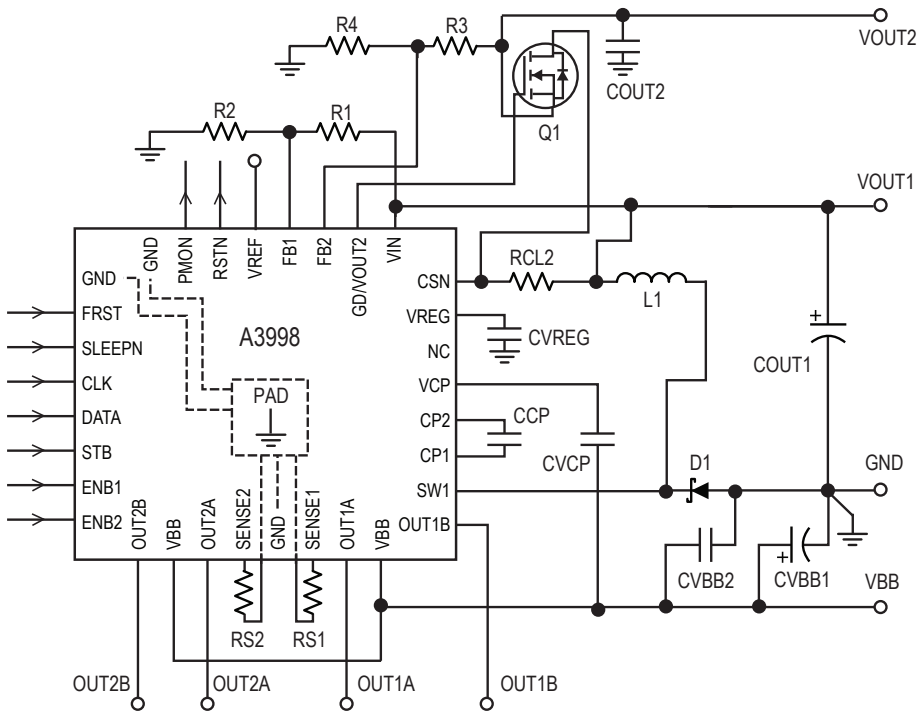 R4
R3
VOUT2
COUT2
Q1
R2
R1
VOUT1
GND
PMON
RSTN
VREF
FB1
FB2
GD/VOUT2
VIN
GND
CSN
RCL2
L1
FRST
VREG
CVREG
SLEEPN
A3998
NC
COUT1
+
CLK
VCP
PAD
DATA
CP2
CCP
STB
CP1
CVCP
D1
GND
ENB1
SW1
ENB2
OUT1B
OUT2B
VBB
OUT2A
SENSE2
GND
SENSE1
OUT1A
VBB
CVBB2
+
CVBB1
VBB
RS2
RS1
OUT2B
OUT2A
OUT1A
OUT1B